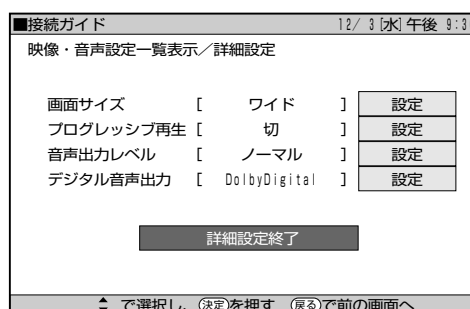 ■接続ガイド 12/ 3[水]午後 9:3
映像・音声設定一覧表示／詳細設定
画面サイズ [ ワイド ] 設定
プログレッシブ再生 [ 切 ] 設定
音声出力レベル [ ノーマル ] 設定
デジタル音声出力 [ DolbyDigital ] 設定
詳細設定終了
で選択し、決定を押す 戻るで前の画面へ